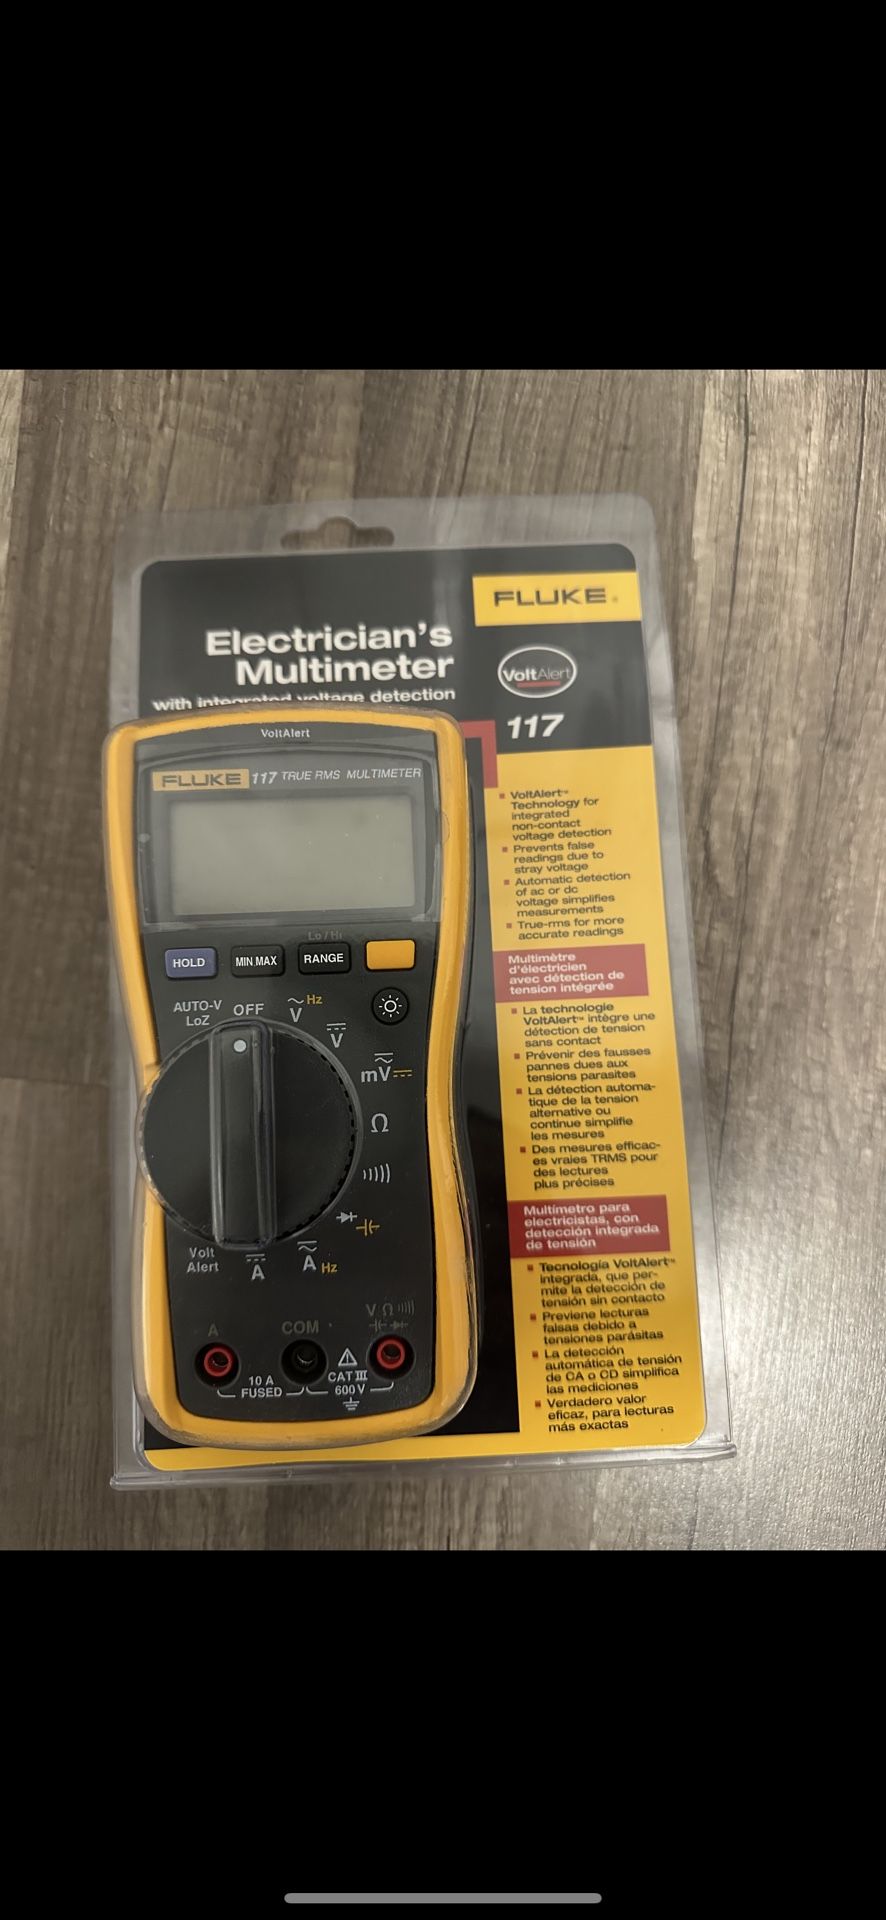 FLUKE®
Electrician's
Multimeter
with integrated voltage detection
VoltAlert
117
VoltAlert
FLUKE 117 TRUE RMS MULTIMETER
Lo / Hi
HOLD
MIN MAX
RANGE
AUTO-V
LoZ
OFF
Hz
V
V
mV
Ω
Volt
Alert
A
A Hz
A
COM
V Ω
10 A
FUSED
CAT III
600 V
VoltAlert™
Technology for
integrated
non-contact
voltage detection
Prevents false
readings due to
stray voltage
Automatic detection
of ac or dc
voltage simplifies
measurements
True-rms for more
accurate readings
Multimètre
d'électricien
avec détection de
tension intégrée
La technologie
VoltAlert™ intègre une
détection de tension
sans contact
Prévenir des fausses
pannes dues aux
tensions parasites
La détection automa-
tique de la tension
alternative ou
continue simplifie
les mesures
Des mesures efficac-
es vraies TRMS pour
des lectures
plus précises
Multímetro para
electricistas, con
detección integrada
de tensión
Tecnología VoltAlert™
integrada, que per-
mite la detección de
tensión sin contacto
Previene lecturas
falsas debido a
tensiones parásitas
La detección
automática de tensión
de CA o CD simplifica
las mediciones
Verdadero valor
eficaz, para lecturas
más exactas